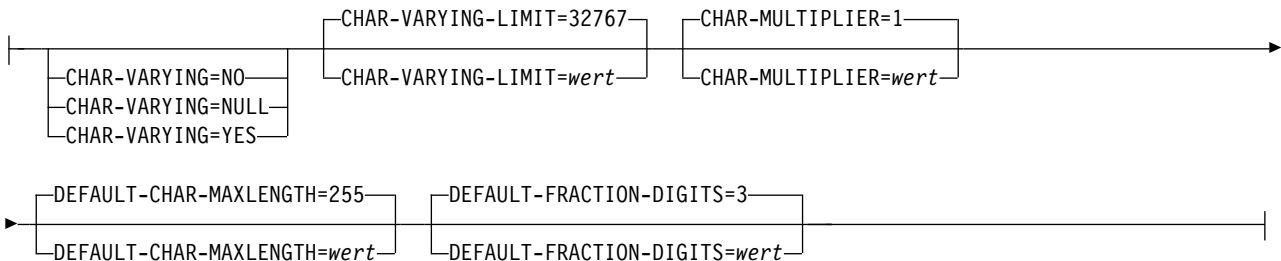 CHAR-VARYING-LIMIT=32767 CHAR-MULTIPLIER=1
CHAR-VARYING=NO CHAR-VARYING-LIMIT=wert CHAR-MULTIPLIER=wert
CHAR-VARYING=NULL
CHAR-VARYING=YES
DEFAULT-CHAR-MAXLENGTH=255 DEFAULT-FRACTION-DIGITS=3
DEFAULT-CHAR-MAXLENGTH=wert DEFAULT-FRACTION-DIGITS=wert